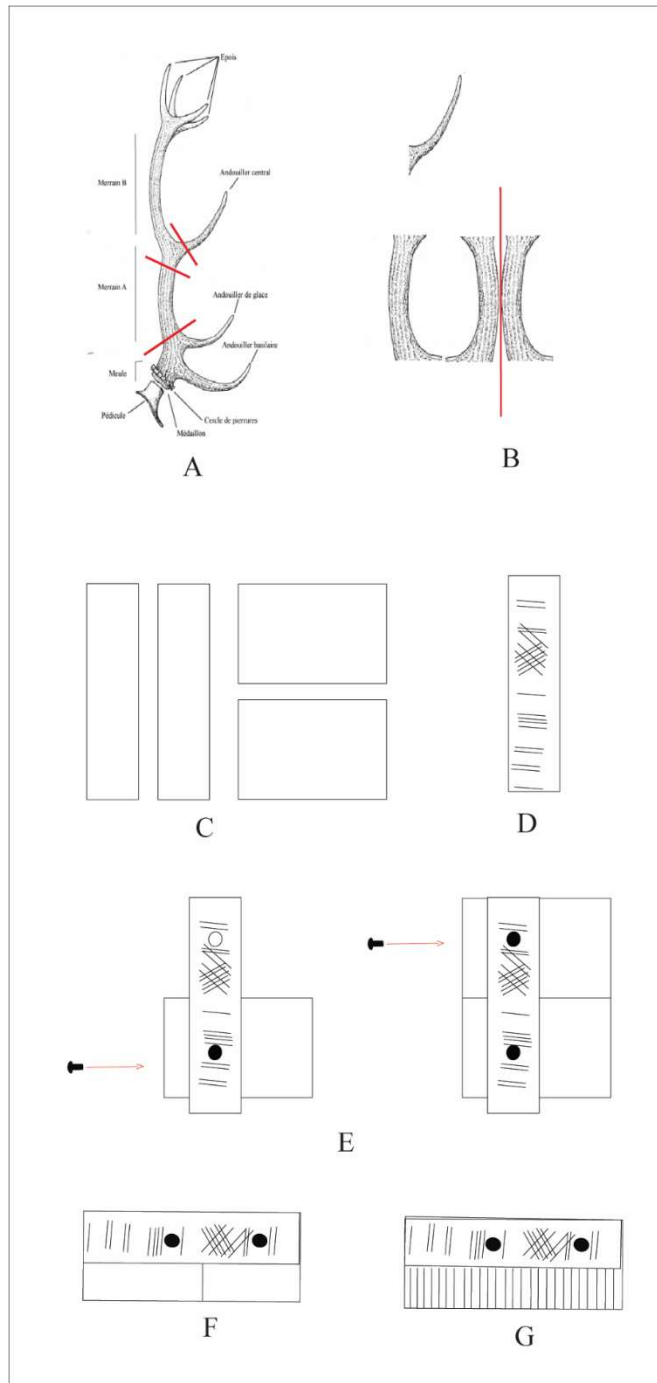 Epois
Merrain B
Andouiller central
Merrain A
Andouiller de glace
Andouiller basilaire
Meule
Pédicule
Cercle de pierrures
Médaillon
A
B
C
D
E
F
G